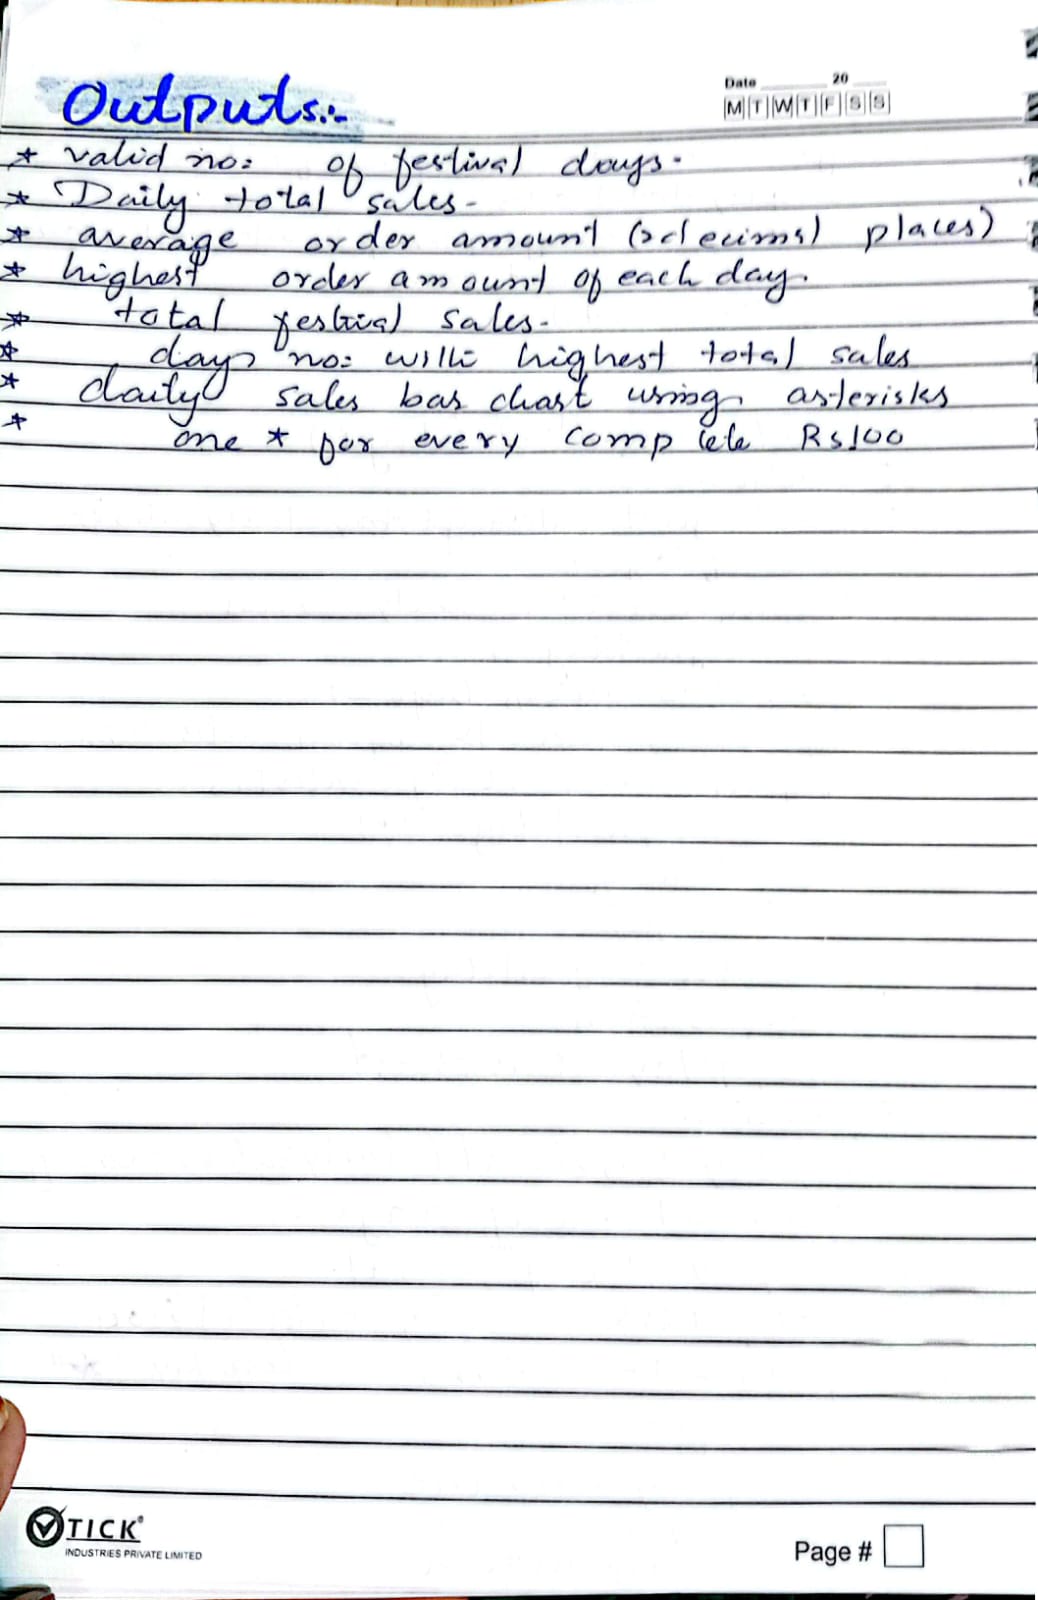 Outputs:-
Date 20
M T W T F S S
* valid no: of festival days.
* Daily total sales-
* average order amount (2decimal places)
* highest order amount of each day.
* total festival sales-
* days no: with highest total sales
* daily sales bar chart using asterisks
* one * for every complete Rs100
TICK
INDUSTRIES PRIVATE LIMITED
Page #